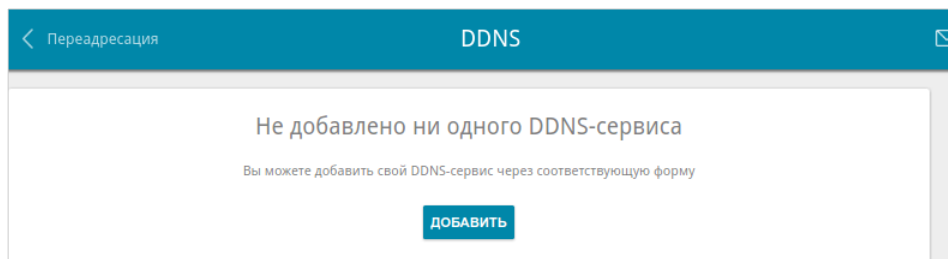 Переадресация
DDNS
Не добавлено ни одного DDNS-сервиса
Вы можете добавить свой DDNS-сервис через соответствующую форму
ДОБАВИТЬ